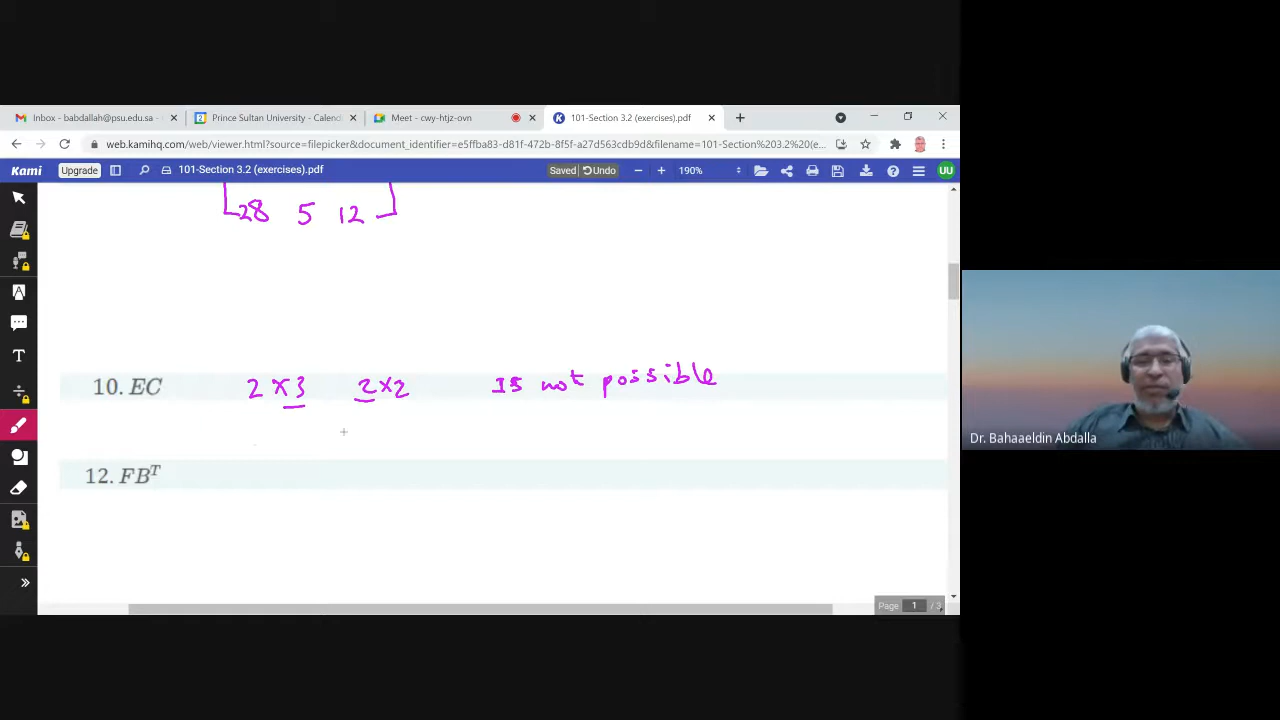 Inbox - babdallah@psu.edu.sa -
Prince Sultan University - Calend
Meet - cwy-htjz-ovn
101-Section 3.2 (exercises).pdf
web.kamihq.com/web/viewer.html?source=filepicker&document_identifier=e5ffba83-d81f-472b-8f5f-a27d563cdb9d&filename=101-Section%203.2%20(e...
Kami
Upgrade
101-Section 3.2 (exercises).pdf
Saved Undo
190%
UU
28 5 12
10. EC 2 × 3 2×2 Is not possible
12. FBᵀ
Dr. Bahaaeldin Abdalla
Page 1 / 3